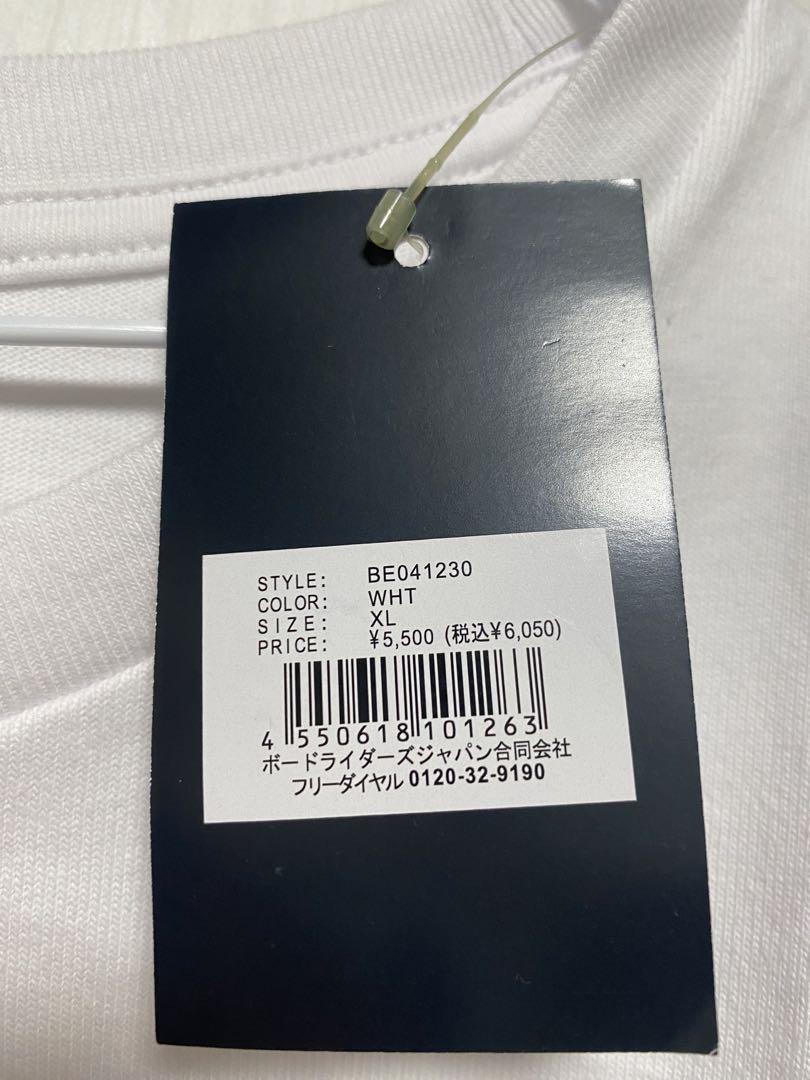 STYLE: BE041230
COLOR: WHT
SIZE: XL
PRICE: ¥5,500 (税込¥6,050)
4 550618 101263
ボードライダーズジャパン合同会社
フリーダイヤル 0120-32-9190